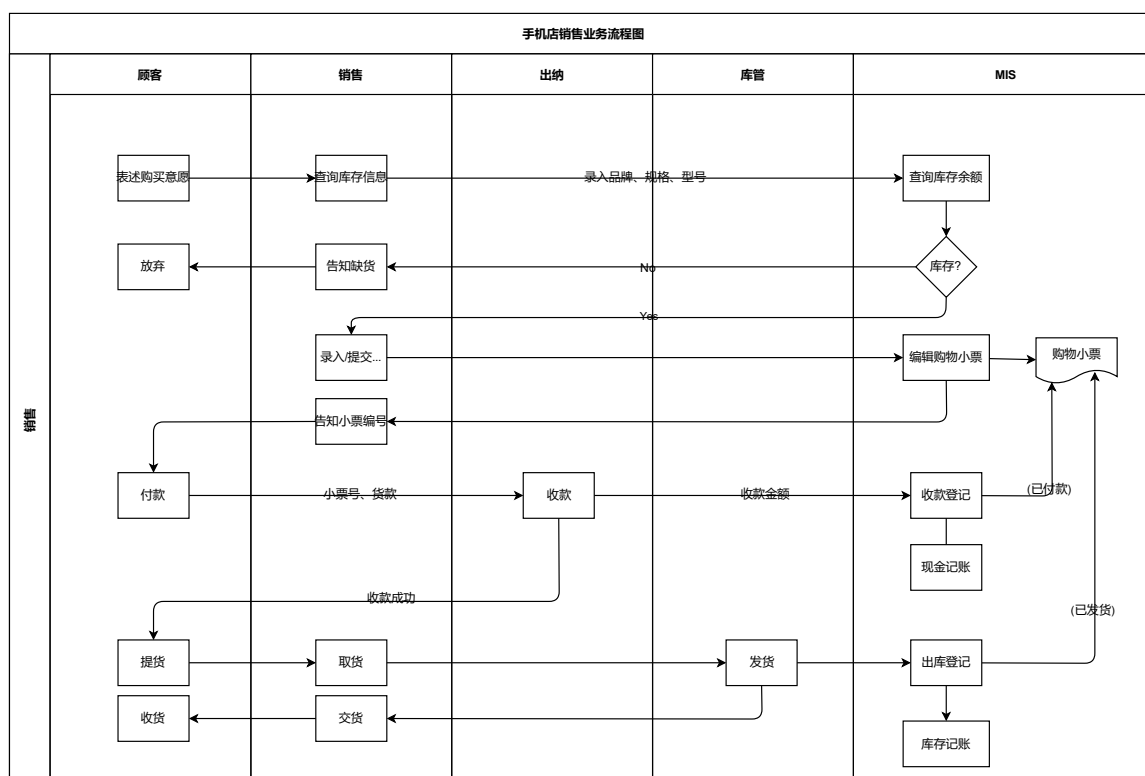 手机店销售业务流程图
顾客
销售
出纳
库管
MIS
销售
表述购买意愿
查询库存信息
录入品牌、规格、型号
查询库存余额
放弃
告知缺货
No
库存?
Yes
录入/提交...
编辑购物小票
购物小票
告知小票编号
付款
小票号、货款
收款
收款金额
收款登记
(已付款)
现金记账
收款成功
(已发货)
提货
取货
发货
出库登记
收货
交货
库存记账